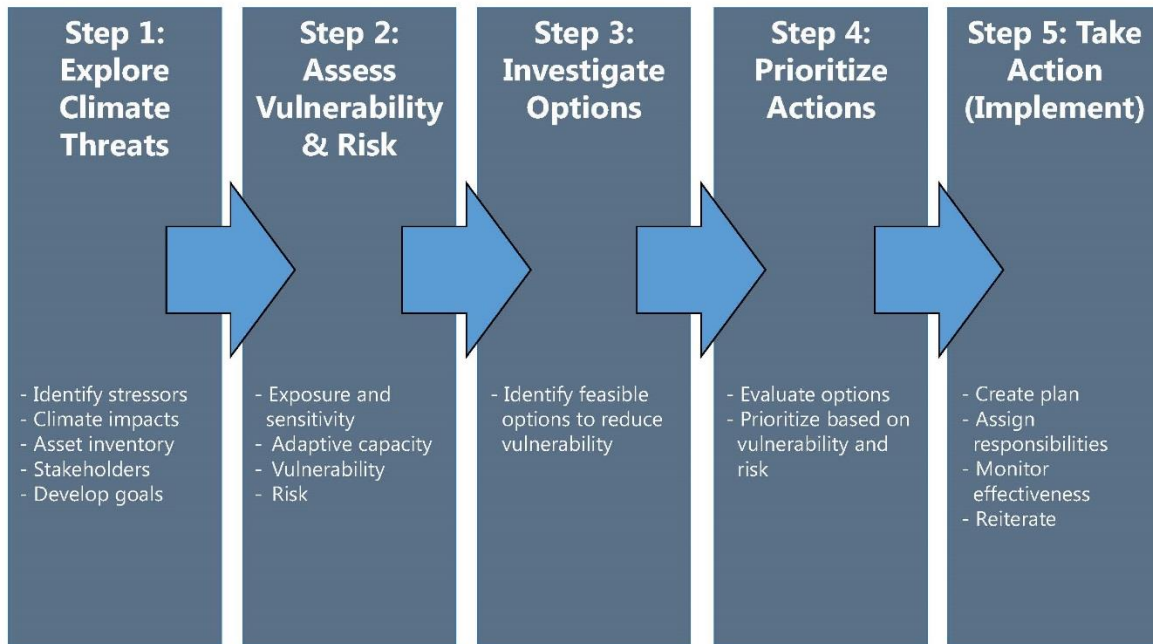 Step 1:
Explore
Climate
Threats
- Identify stressors
- Climate impacts
- Asset inventory
- Stakeholders
- Develop goals
Step 2:
Assess
Vulnerability
& Risk
- Exposure and
sensitivity
- Adaptive capacity
- Vulnerability
- Risk
Step 3:
Investigate
Options
- Identify feasible
options to reduce
vulnerability
Step 4:
Prioritize
Actions
- Evaluate options
- Prioritize based on
vulnerability and
risk
Step 5: Take
Action
(Implement)
- Create plan
- Assign
responsibilities
- Monitor
effectiveness
- Reiterate